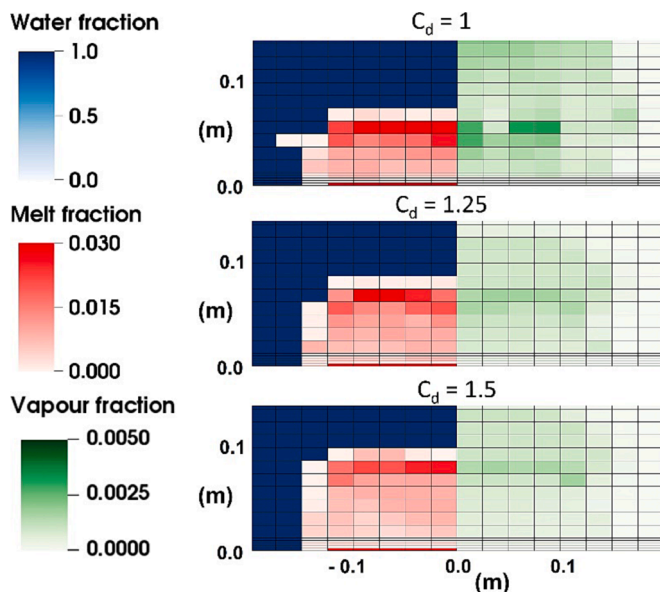 Water fraction
1.0
0.5
0.0
Melt fraction
0.030
0.015
0.000
Vapour fraction
0.0050
0.0025
0.0000
C_d = 1
0.1
(m)
0.0
C_d = 1.25
0.1
(m)
0.0
C_d = 1.5
0.1
(m)
0.0
- 0.1
0.0
0.1
(m)